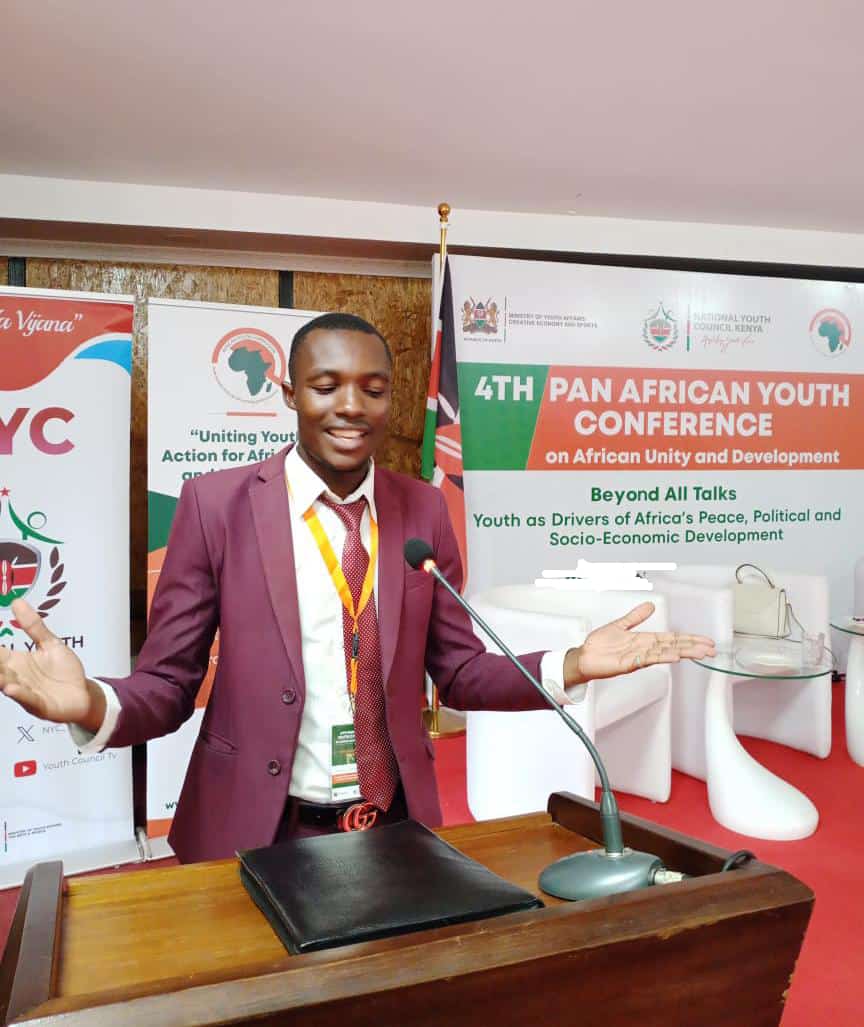 a Vijana"
YC
YOUTH
NYC
Youth Council Tv
"Uniting Yout
Action for Afri
MINISTRY OF YOUTH AFFAIRS
CREATIVE ECONOMY AND SPORTS
NATIONAL YOUTH
COUNCIL KENYA
4TH PAN AFRICAN YOUTH
CONFERENCE
on African Unity and Development
Beyond All Talks
Youth as Drivers of Africa's Peace, Political and
Socio-Economic Development